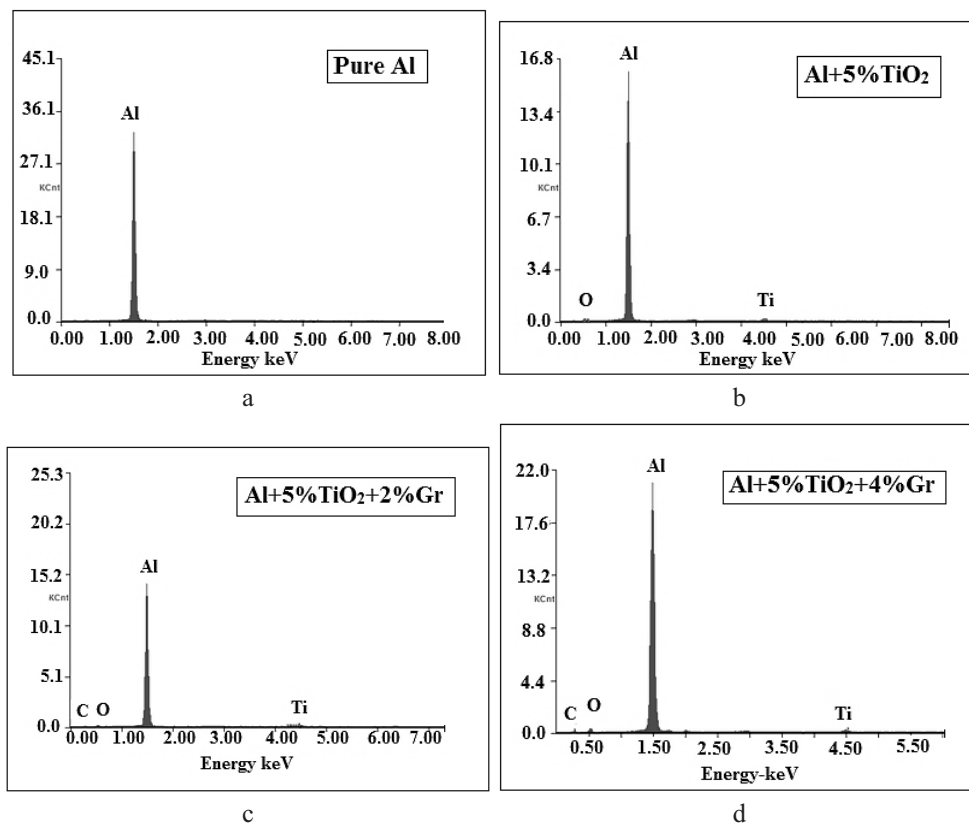 Pure Al
45.1
Al
36.1
27.1
KCnt
18.1
9.0
0.0
0.00 1.00 2.00 3.00 4.00 5.00 6.00 7.00 8.00
Energy keV
a
Al+5%TiO₂
16.8
Al
13.4
10.1
KCnt
6.7
3.4
O Ti
0.0
0.00 1.00 2.00 3.00 4.00 5.00 6.00 7.00 8.00
Energy keV
b
Al+5%TiO₂+2%Gr
25.3
20.2
15.2
Al
KCnt
10.1
5.1
C O Ti
0.0
0.00 1.00 2.00 3.00 4.00 5.00 6.00 7.00
Energy keV
c
Al+5%TiO₂+4%Gr
22.0
Al
17.6
13.2
KCnt
8.8
4.4
C O Ti
0.0
0.50 1.50 2.50 3.50 4.50 5.50
Energy-keV
d